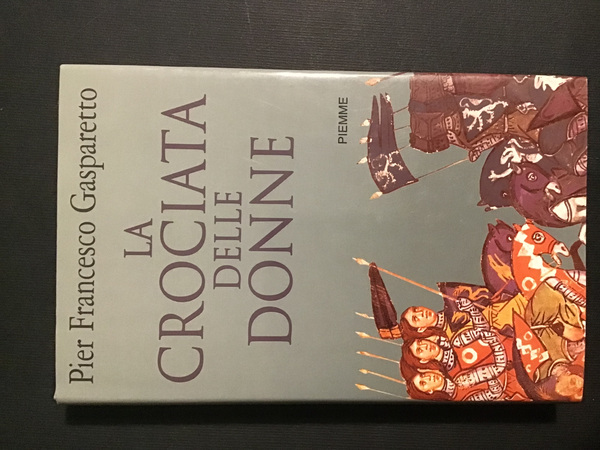 Pier Francesco Gasparetto
LA
CROCIATA
DELLE
DONNE
PIEMME